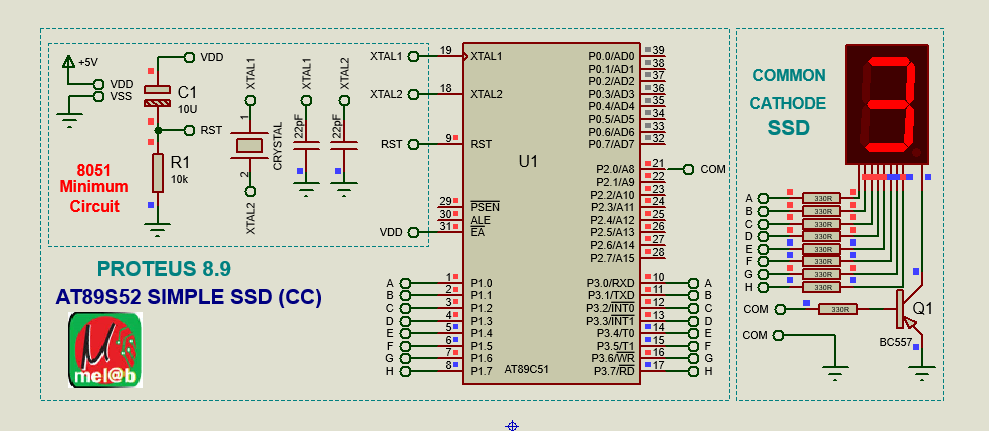 +5V
VDD
VSS
VDD
C1
10U
RST
R1
10k
8051
Minimum
Circuit
XTAL1
1
CRYSTAL
2
XTAL2
XTAL1
22pF
XTAL2
22pF
XTAL1
XTAL2
RST
VDD
19 XTAL1
18 XTAL2
9 RST
29 PSEN
30 ALE
31 EA
A 1 P1.0
B 2 P1.1
C 3 P1.2
D 4 P1.3
E 5 P1.4
F 6 P1.5
G 7 P1.6
H 8 P1.7
U1
AT89C51
P0.0/AD0 39
P0.1/AD1 38
P0.2/AD2 37
P0.3/AD3 36
P0.4/AD4 35
P0.5/AD5 34
P0.6/AD6 33
P0.7/AD7 32
P2.0/A8 21 COM
P2.1/A9 22
P2.2/A10 23
P2.3/A11 24
P2.4/A12 25
P2.5/A13 26
P2.6/A14 27
P2.7/A15 28
P3.0/RXD 10 A
P3.1/TXD 11 B
P3.2/INT0 12 C
P3.3/INT1 13 D
P3.4/T0 14 E
P3.5/T1 15 F
P3.6/WR 16 G
P3.7/RD 17 H
PROTEUS 8.9
AT89S52 SIMPLE SSD (CC)
µ
mel@b
COMMON
CATHODE
SSD
3
A 330R
B 330R
C 330R
D 330R
E 330R
F 330R
G 330R
H 330R
COM 330R
Q1
BC557
COM